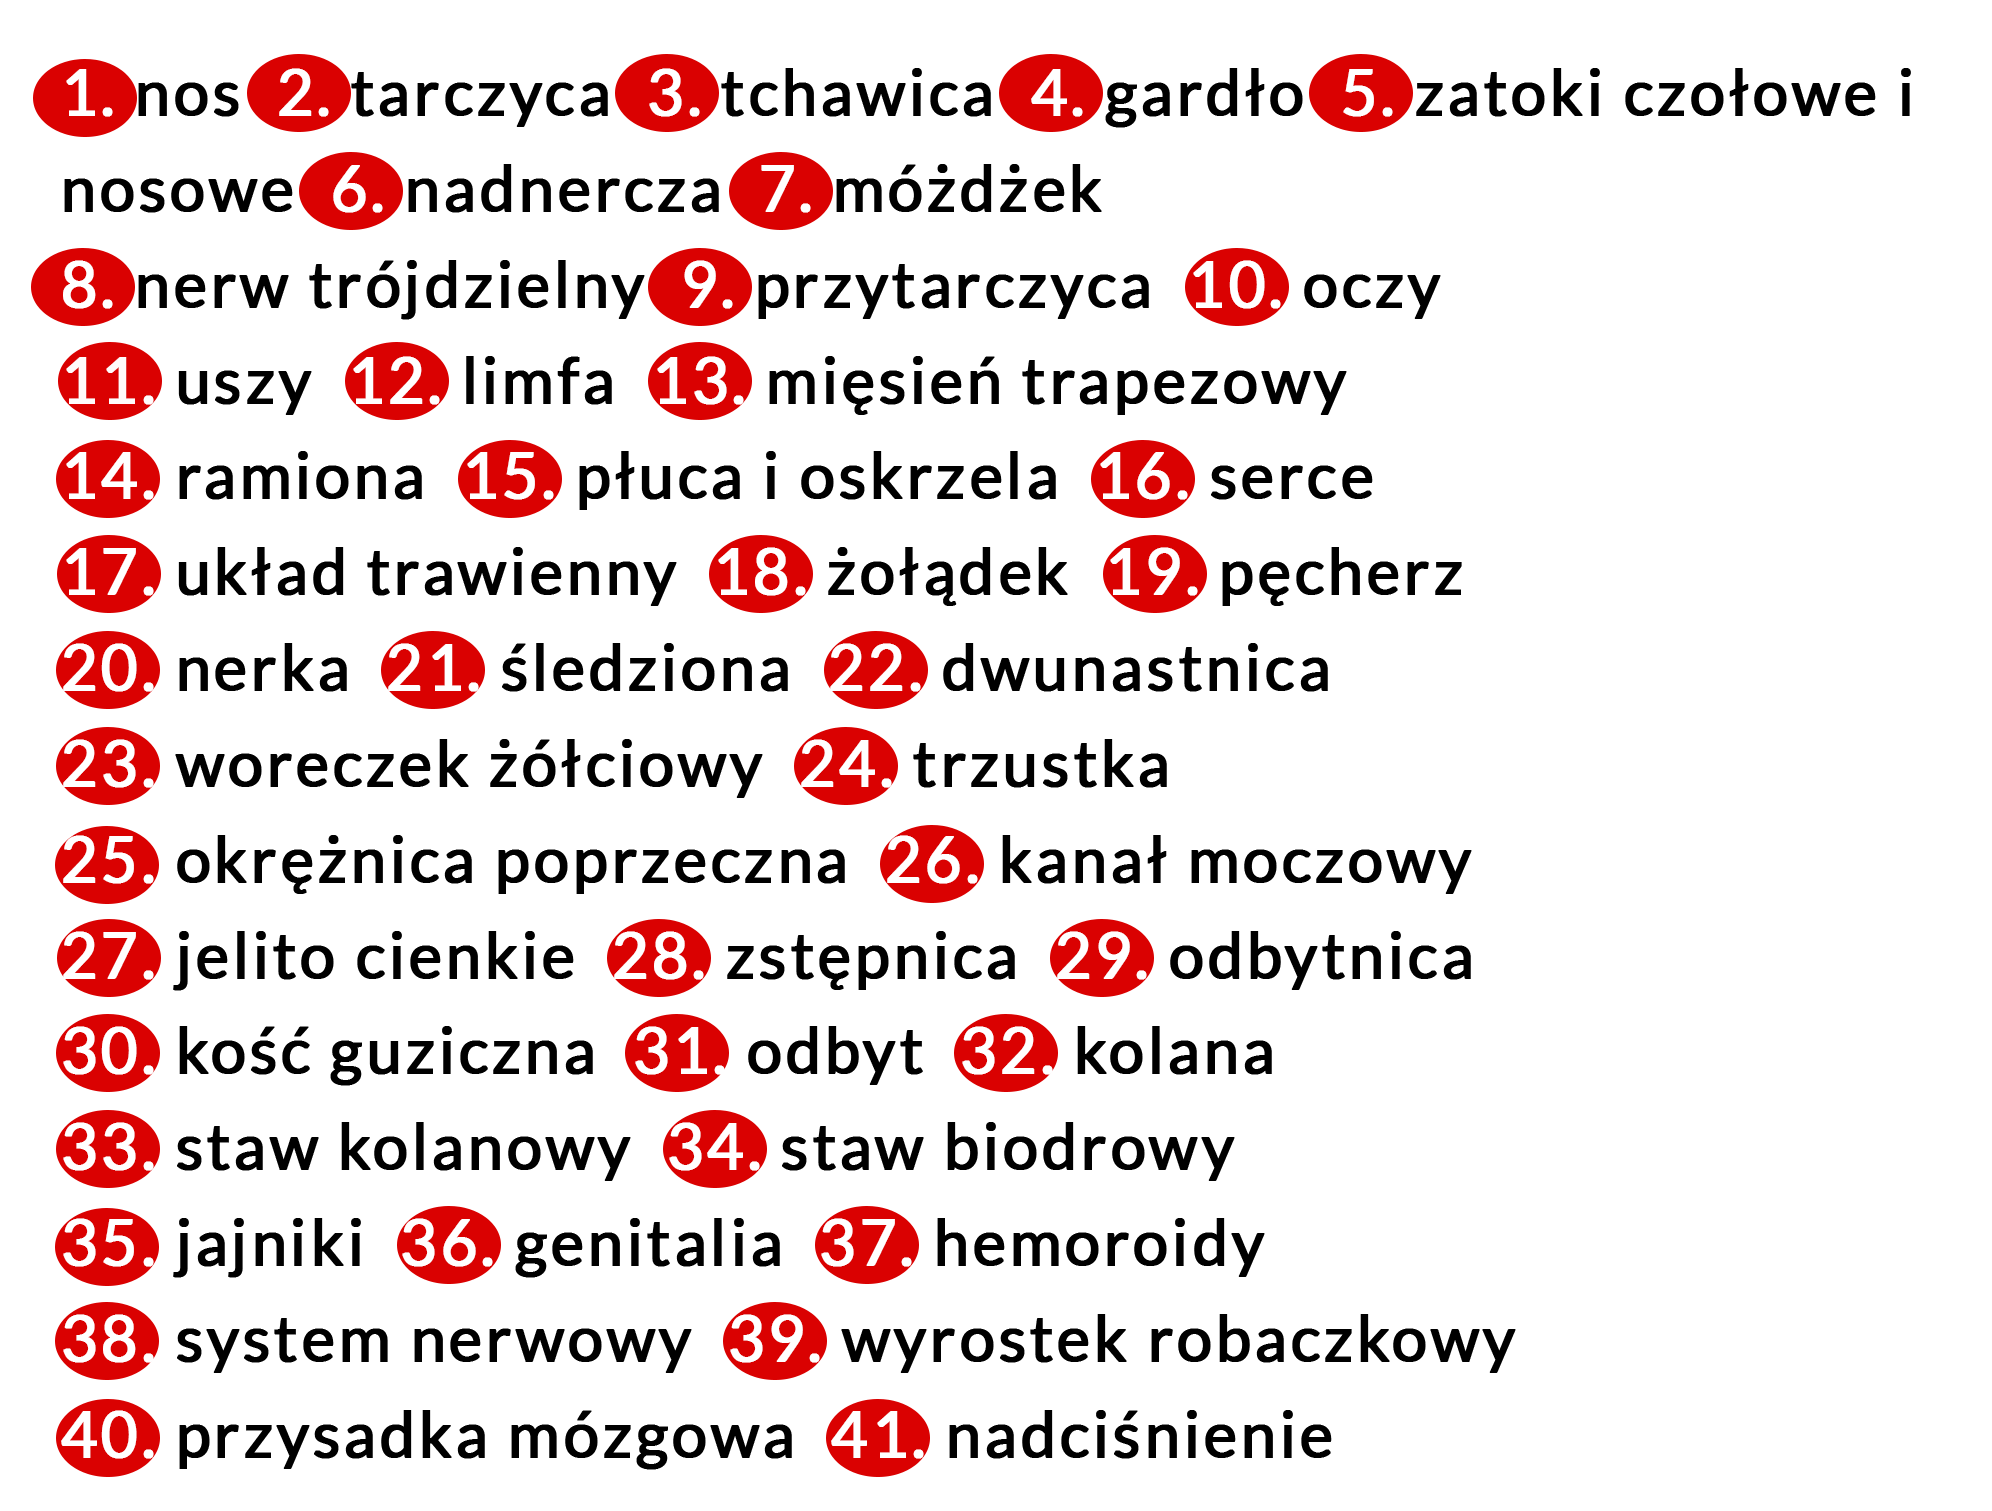 1. nos 2. tarczyca 3. tchawica 4. gardło 5. zatoki czołowe i
nosowe 6. nadnercza 7. móżdżek
8. nerw trójdzielny 9. przytarczyca 10. oczy
11. uszy 12. limfa 13. mięsień trapezowy
14. ramiona 15. płuca i oskrzela 16. serce
17. układ trawienny 18. żołądek 19. pęcherz
20. nerka 21. śledziona 22. dwunastnica
23. woreczek żółciowy 24. trzustka
25. okrężnica poprzeczna 26. kanał moczowy
27. jelito cienkie 28. zstępnica 29. odbytnica
30. kość guziczna 31. odbyt 32. kolana
33. staw kolanowy 34. staw biodrowy
35. jajniki 36. genitalia 37. hemoroidy
38. system nerwowy 39. wyrostek robaczkowy
40. przysadka mózgowa 41. nadciśnienie